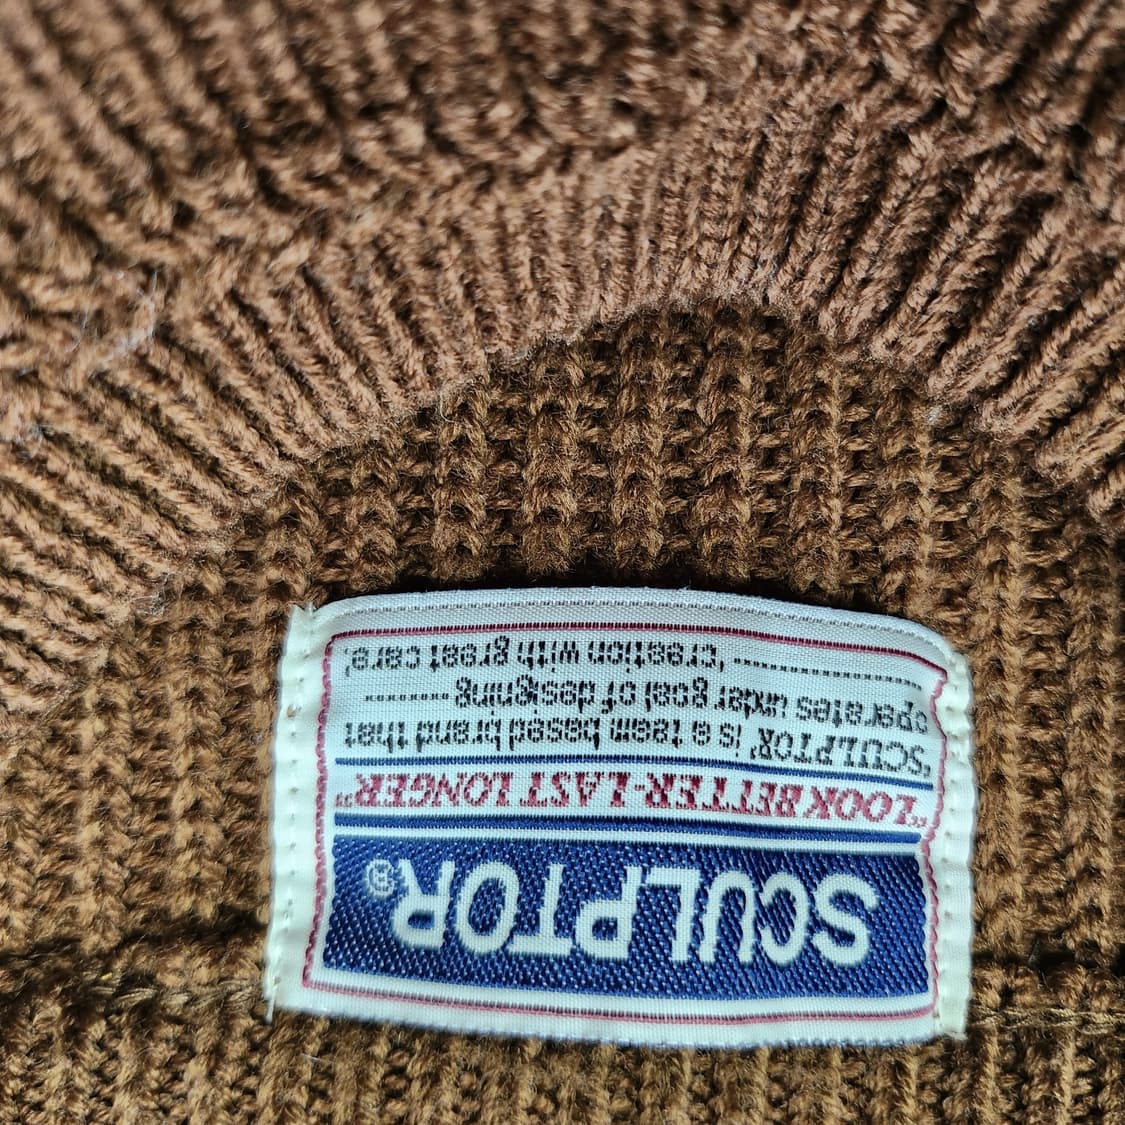 SCULPTOR®
"LOOK BETTER-LAST LONGER"
'SCULPTOR' is a team based brand that
operates under goal of designing
'creation with great care'